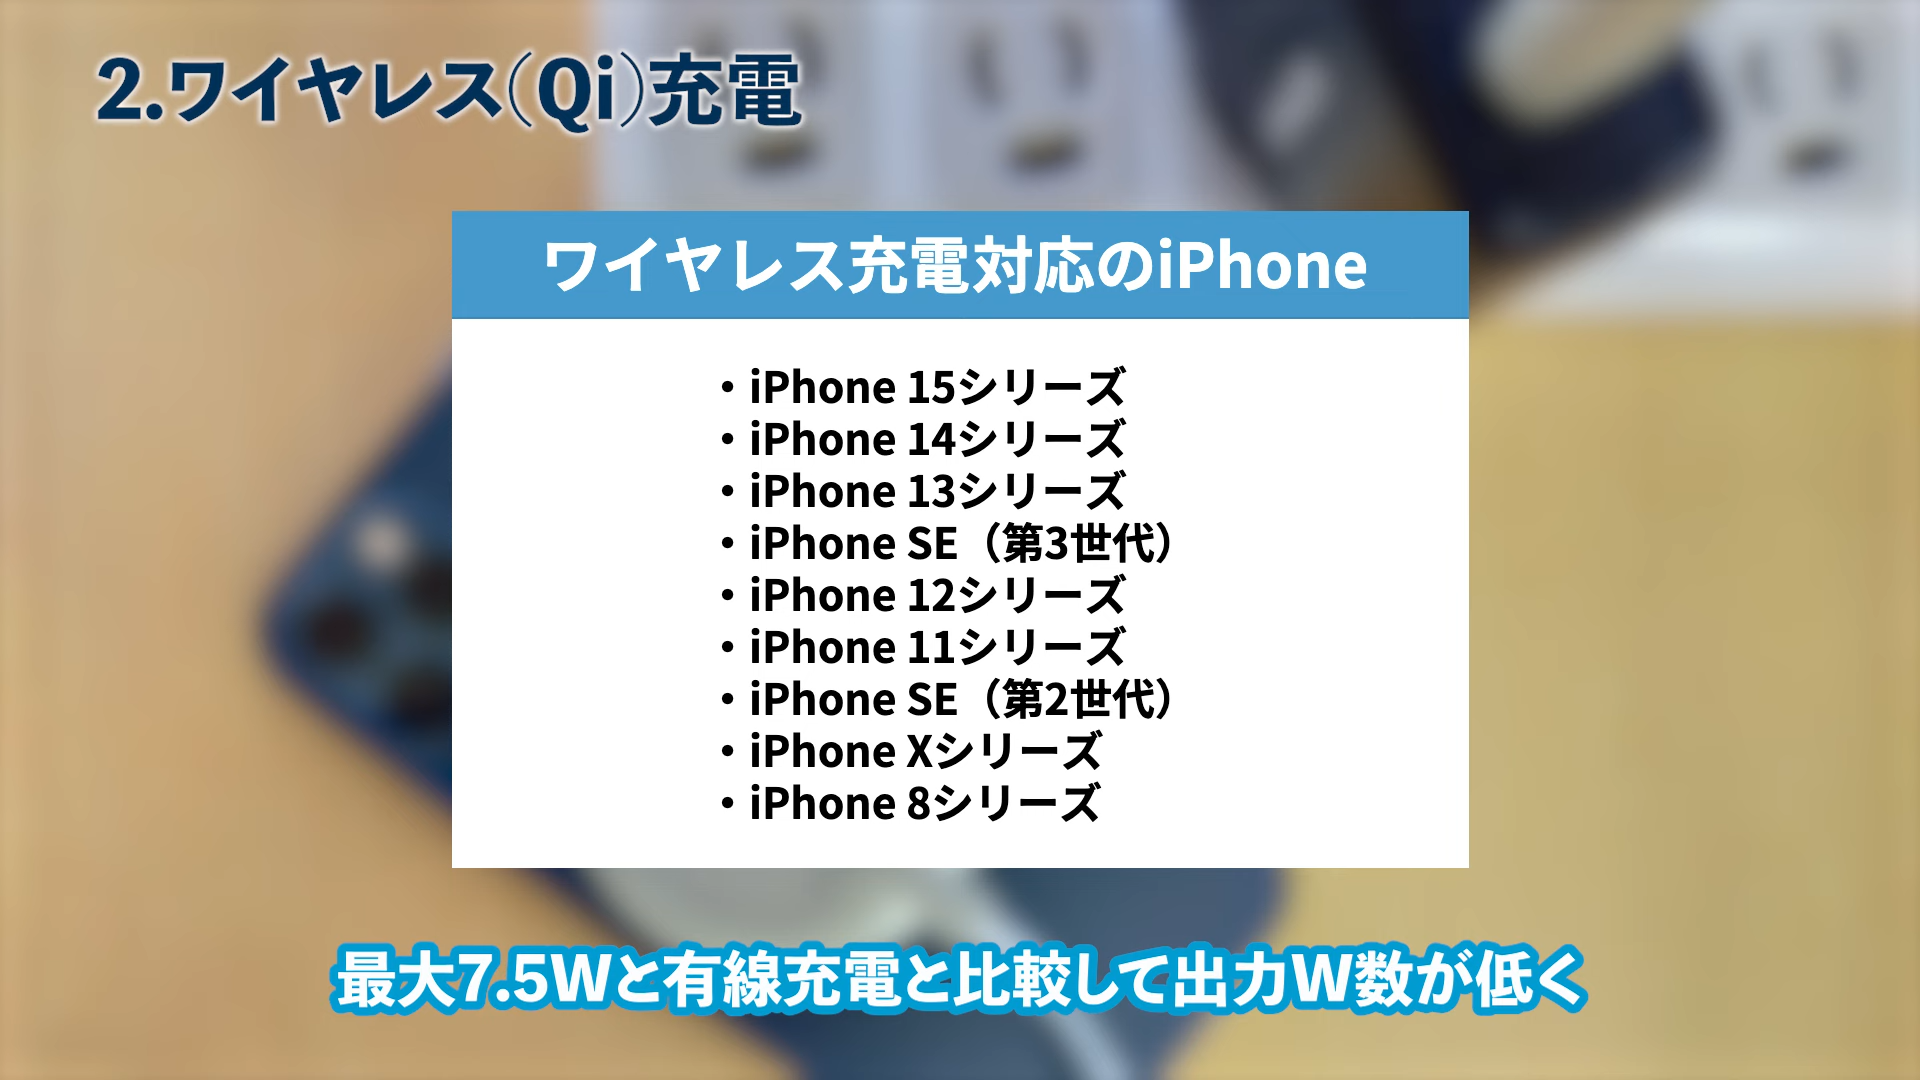 2.ワイヤレス(Qi)充電
ワイヤレス充電対応のiPhone
・iPhone 15シリーズ
・iPhone 14シリーズ
・iPhone 13シリーズ
・iPhone SE（第3世代）
・iPhone 12シリーズ
・iPhone 11シリーズ
・iPhone SE（第2世代）
・iPhone Xシリーズ
・iPhone 8シリーズ
最大7.5Wと有線充電と比較して出力W数が低く